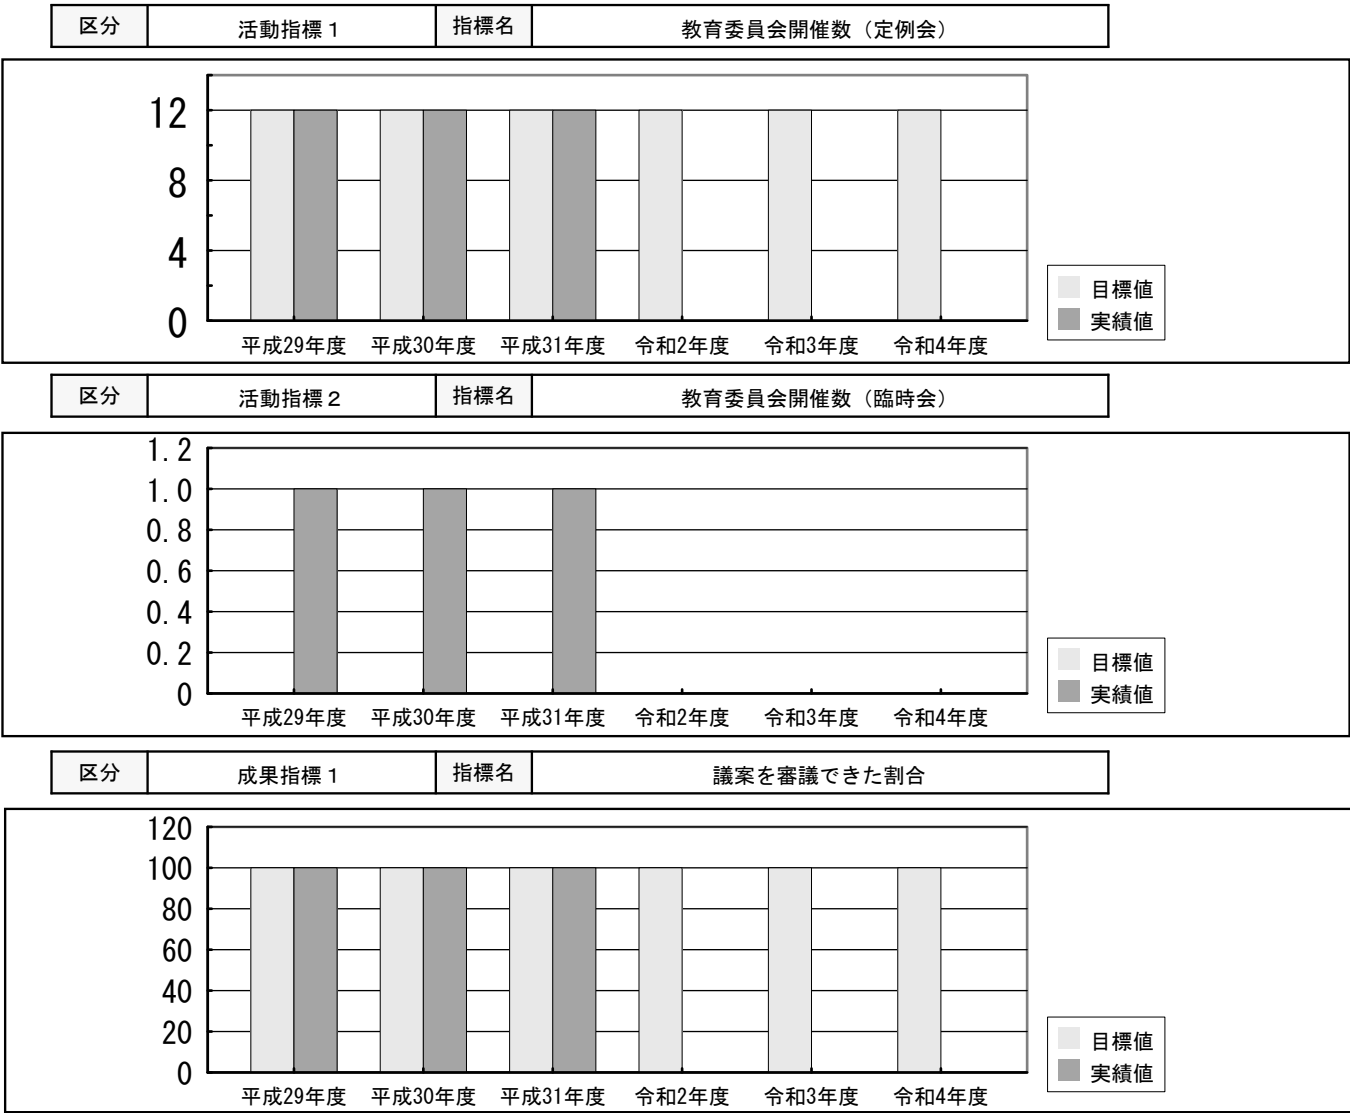 区分 活動指標１ 指標名 教育委員会開催数（定例会）
12
8
4
0
平成29年度 平成30年度 平成31年度 令和2年度 令和3年度 令和4年度
目標値
実績値
区分 活動指標２ 指標名 教育委員会開催数（臨時会）
1.2
1.0
0.8
0.6
0.4
0.2
0
平成29年度 平成30年度 平成31年度 令和2年度 令和3年度 令和4年度
目標値
実績値
区分 成果指標１ 指標名 議案を審議できた割合
120
100
80
60
40
20
0
平成29年度 平成30年度 平成31年度 令和2年度 令和3年度 令和4年度
目標値
実績値